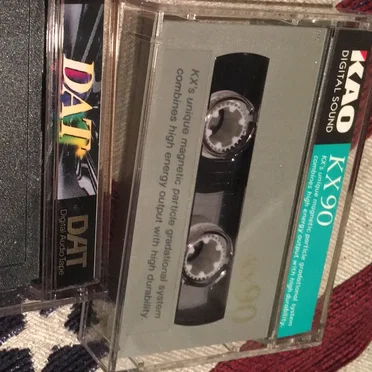 KAO
DIGITAL SOUND
KX90
KX's unique magnetic particle gradational system
combines high energy output with high durability.
KX's unique magnetic particle gradational system
combines high energy output with high durability.
90
DAT
DAT
Digital Audio Tape